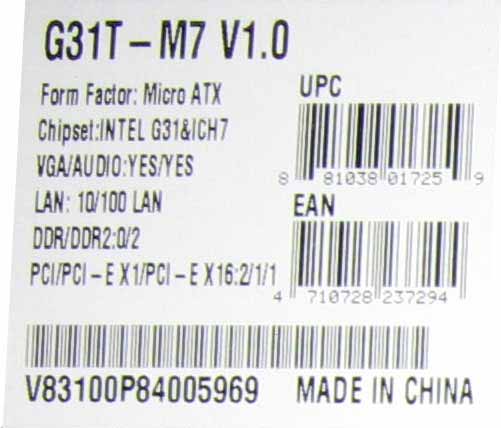 G31T-M7 V1.0
Form Factor: Micro ATX
Chipset:INTEL G31&ICH7
VGA/AUDIO:YES/YES
LAN: 10/100 LAN
DDR/DDR2:0/2
PCI/PCI-E X1/PCI-E X16:2/1/1
UPC
8 81038 01725 9
EAN
4 710728 237294
V83100P84005969 MADE IN CHINA